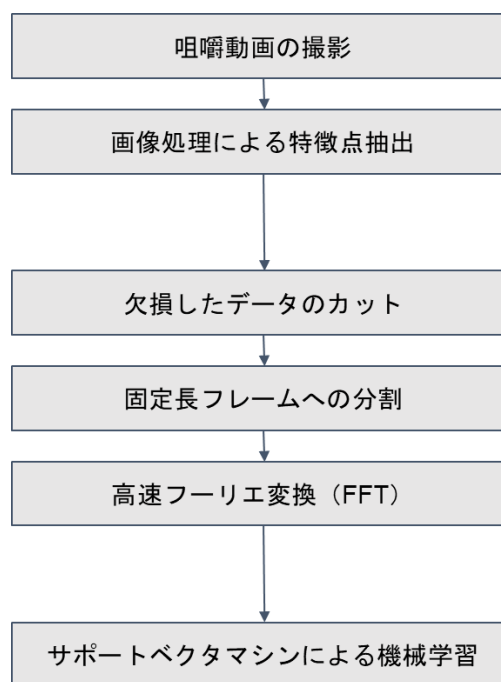 咀嚼動画の撮影
画像処理による特徴点抽出
欠損したデータのカット
固定長フレームへの分割
高速フーリエ変換（FFT）
サポートベクタマシンによる機械学習